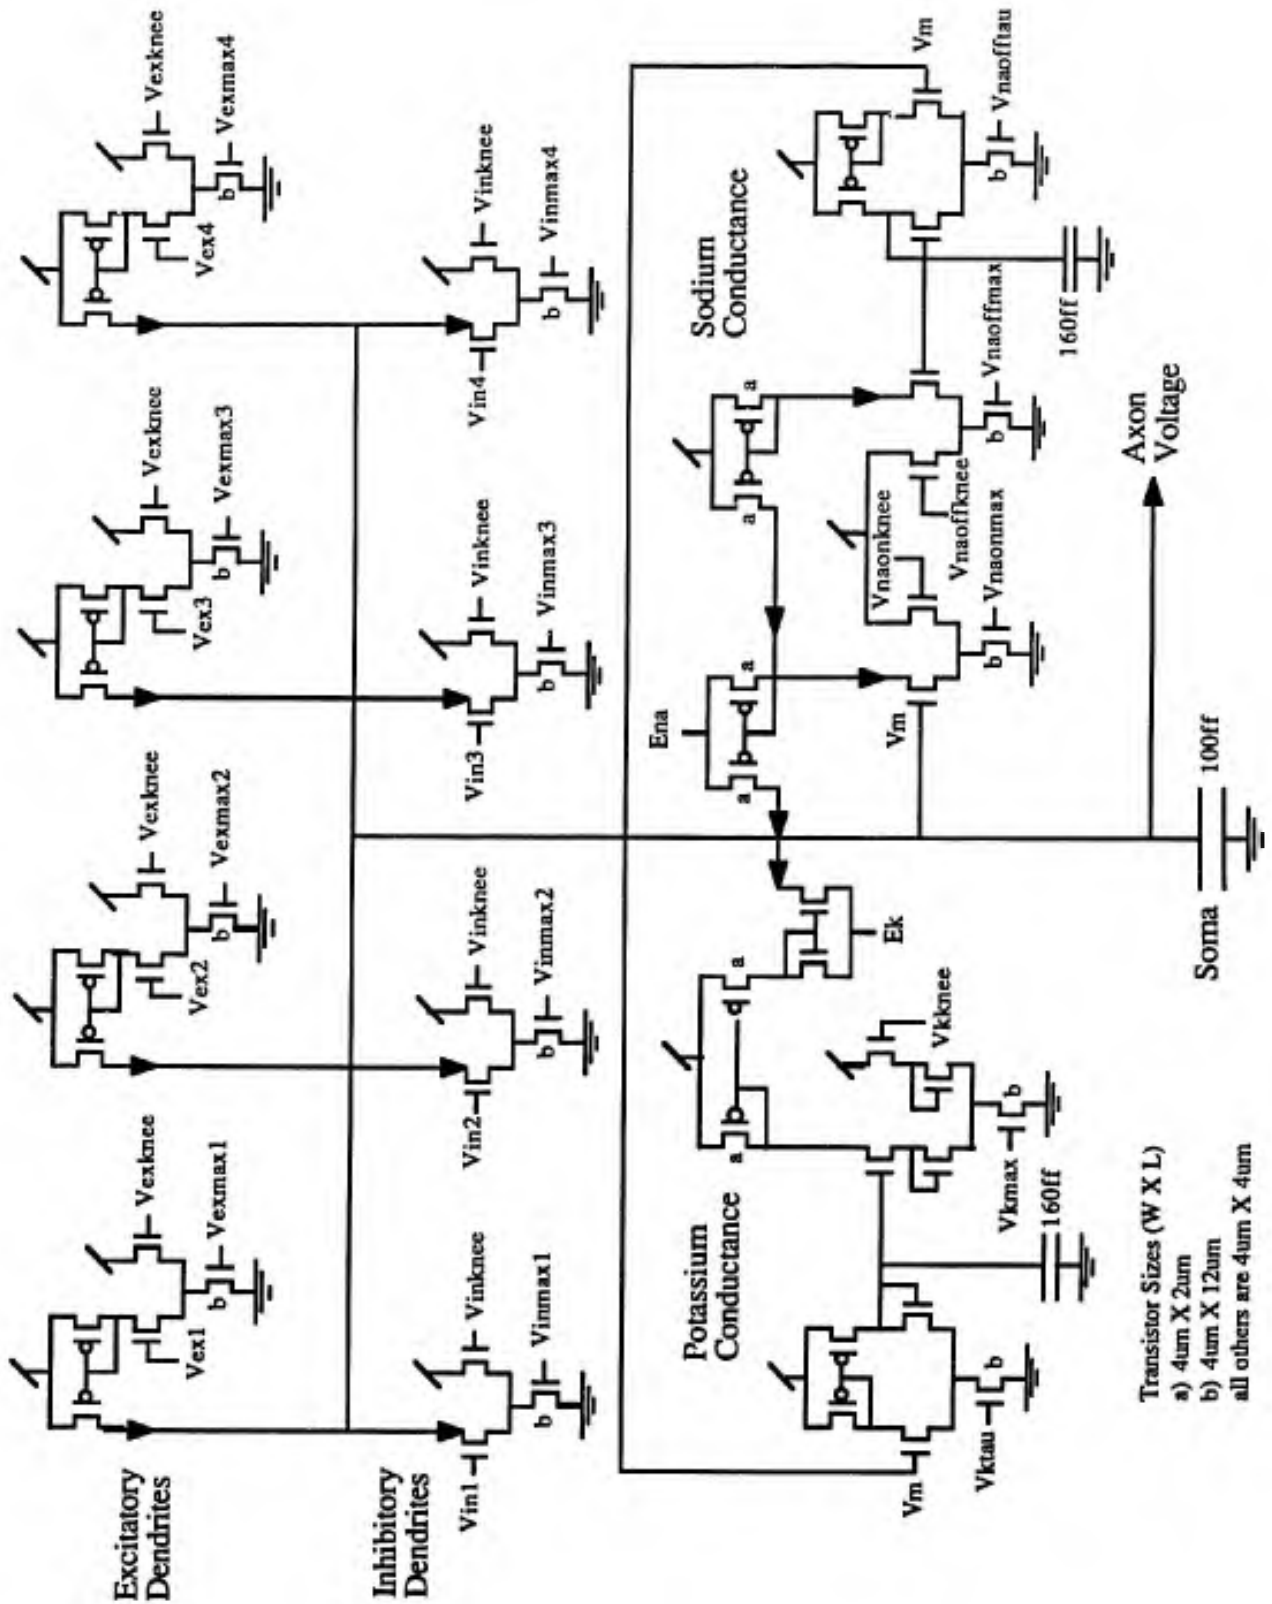 Excitatory
Dendrites
Vex1
Vexknee
Vexmax1
b
Vex2
Vexknee
Vexmax2
b
Vex3
Vexknee
Vexmax3
b
Vex4
Vexknee
Vexmax4
b
Inhibitory
Dendrites
Vin1
Vinknee
Vinmax1
b
Vin2
Vinknee
Vinmax2
b
Vin3
Vinknee
Vinmax3
b
Vin4
Vinknee
Vinmax4
b
Potassium
Conductance
a
a
Ek
Vkknee
Vkmax
b
160ff
Vm
Vktau
b
Sodium
Conductance
Ena
a
a
a
a
Vm
Vnaonknee
Vnaoffknee
Vnaonmax
b
Vnaoffmax
b
160ff
Vm
Vnaofftau
b
Axon
Voltage
Soma
100ff
Transistor Sizes (W X L)
a) 4um X 2um
b) 4um X 12um
all others are 4um X 4um